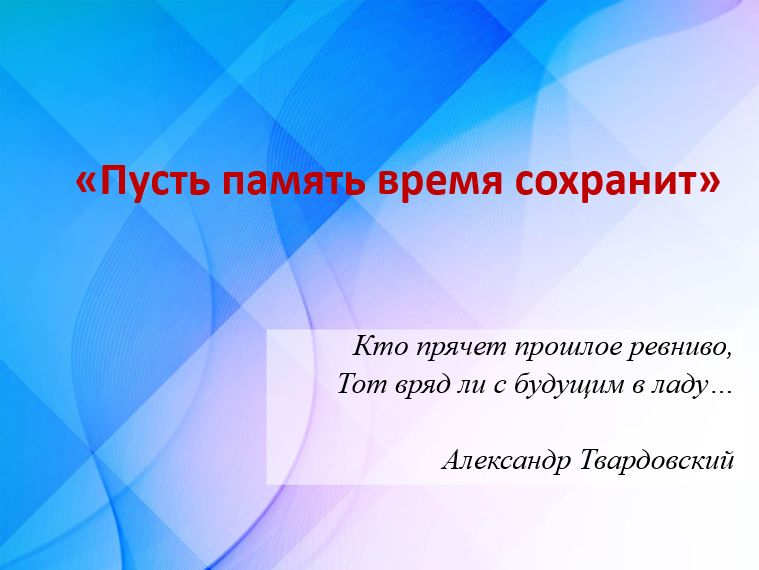 «Пусть память время сохранит»
Кто прячет прошлое ревниво,
Тот вряд ли с будущим в ладу…
Александр Твардовский